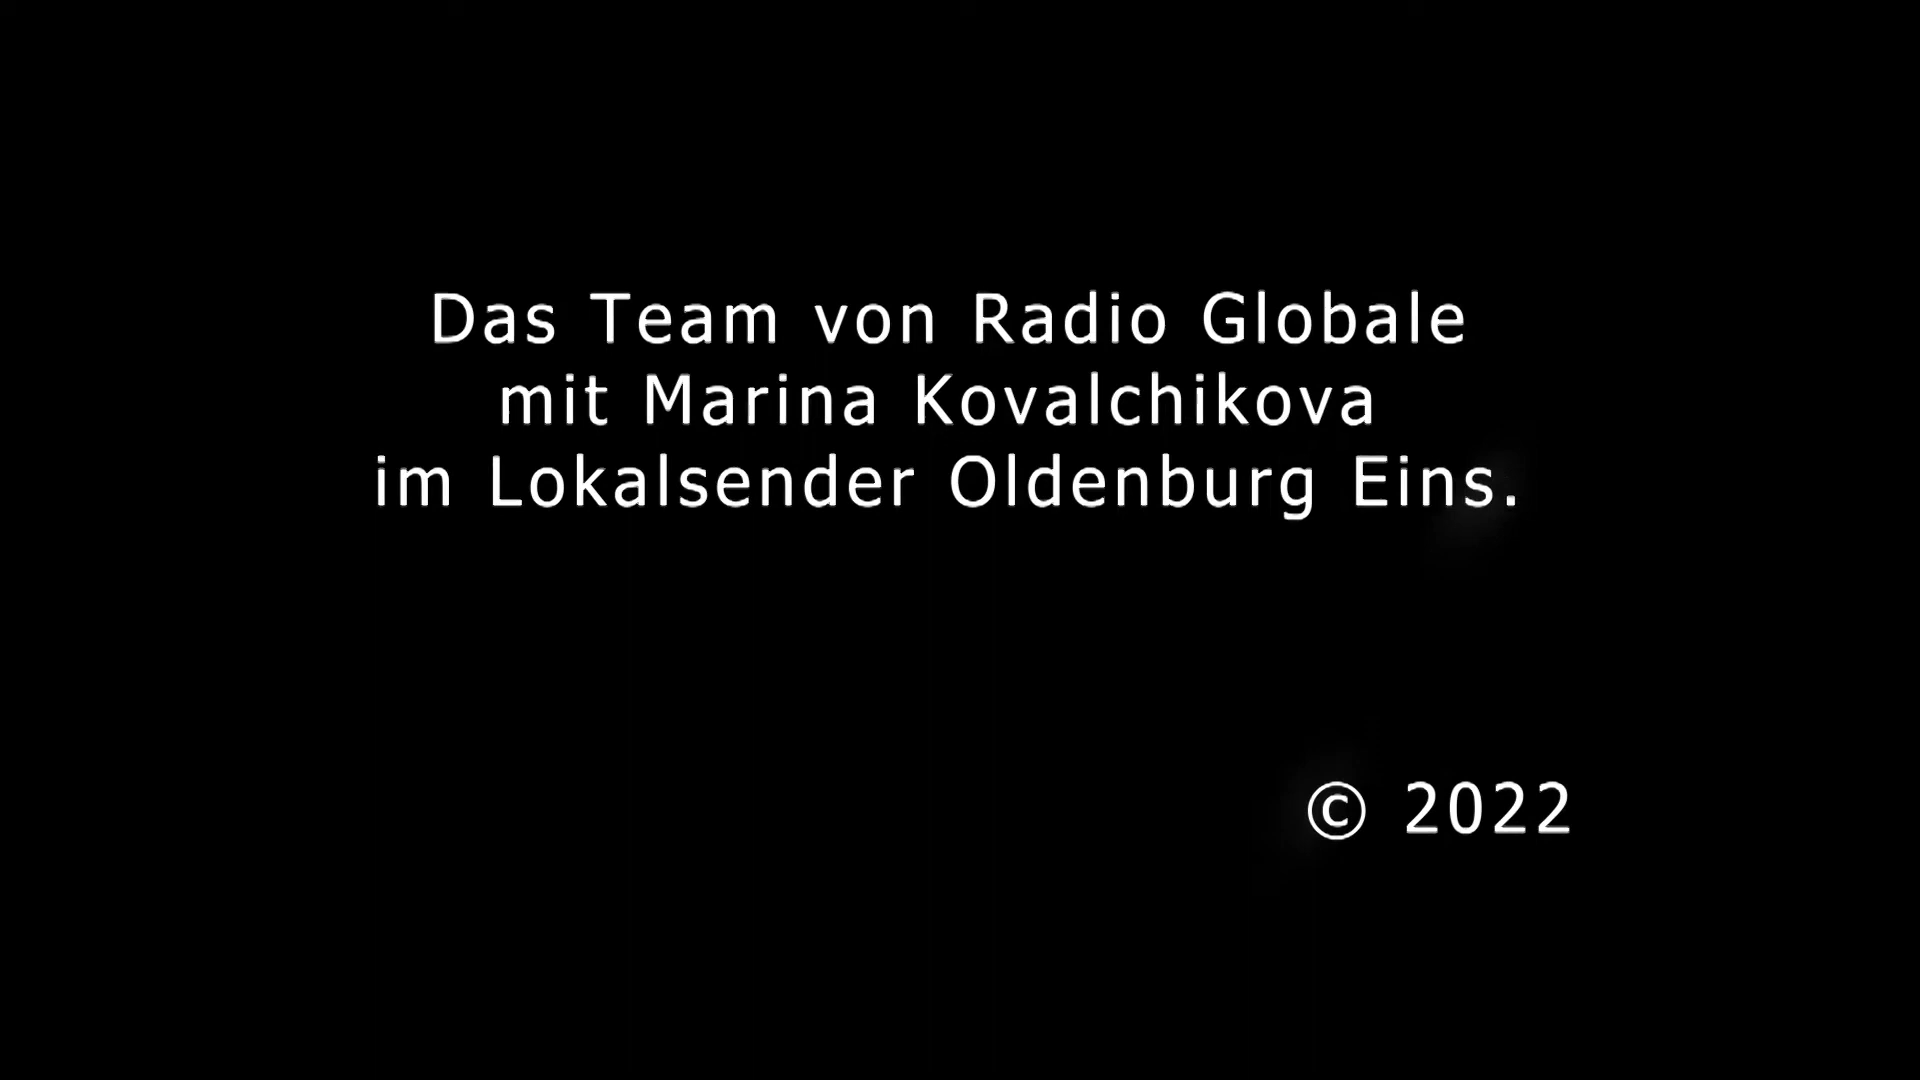 Das Team von Radio Globale
mit Marina Kovalchikova
im Lokalsender Oldenburg Eins.
© 2022